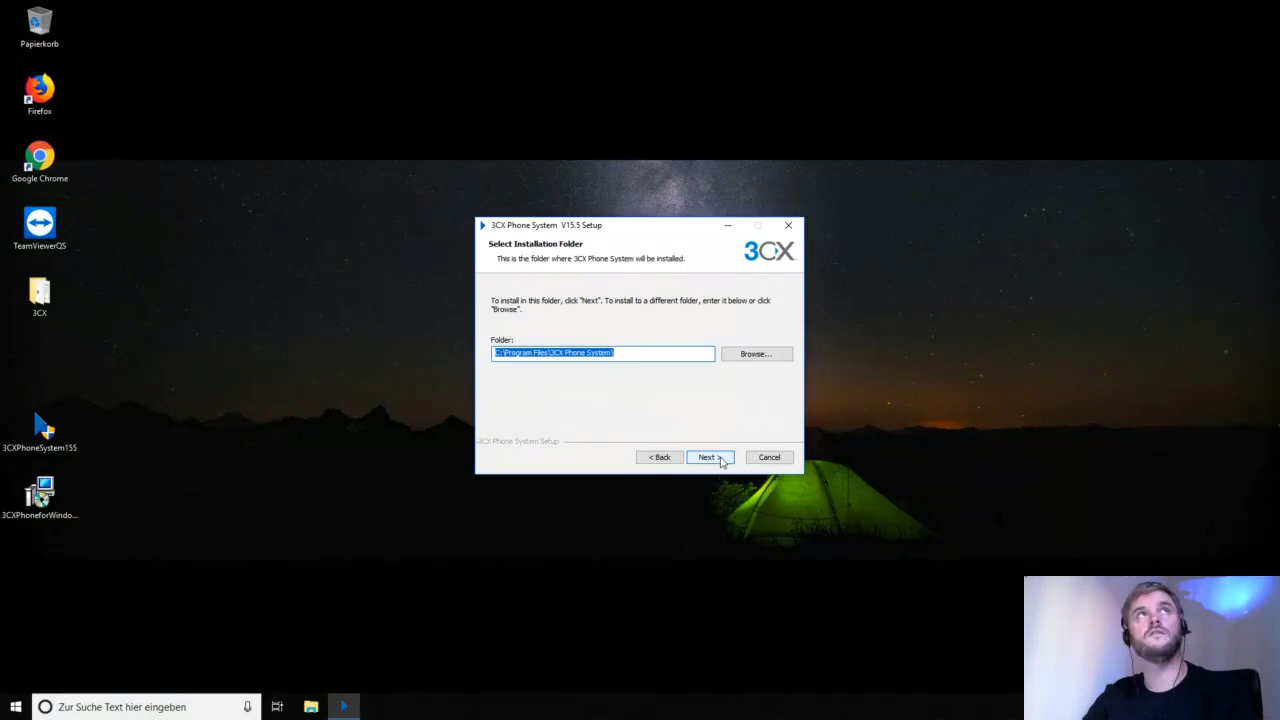 Papierkorb
Firefox
Google Chrome
TeamViewerQS
3CX
3CXPhoneSystem155
3CXPhoneforWindo...
3CX Phone System V15.5 Setup
Select Installation Folder
This is the folder where 3CX Phone System will be installed.
3CX
To install in this folder, click "Next". To install to a different folder, enter it below or click
"Browse".
Folder:
C:\Program Files\3CX Phone System\
Browse...
3CX Phone System Setup
< Back
Next >
Cancel
Zur Suche Text hier eingeben